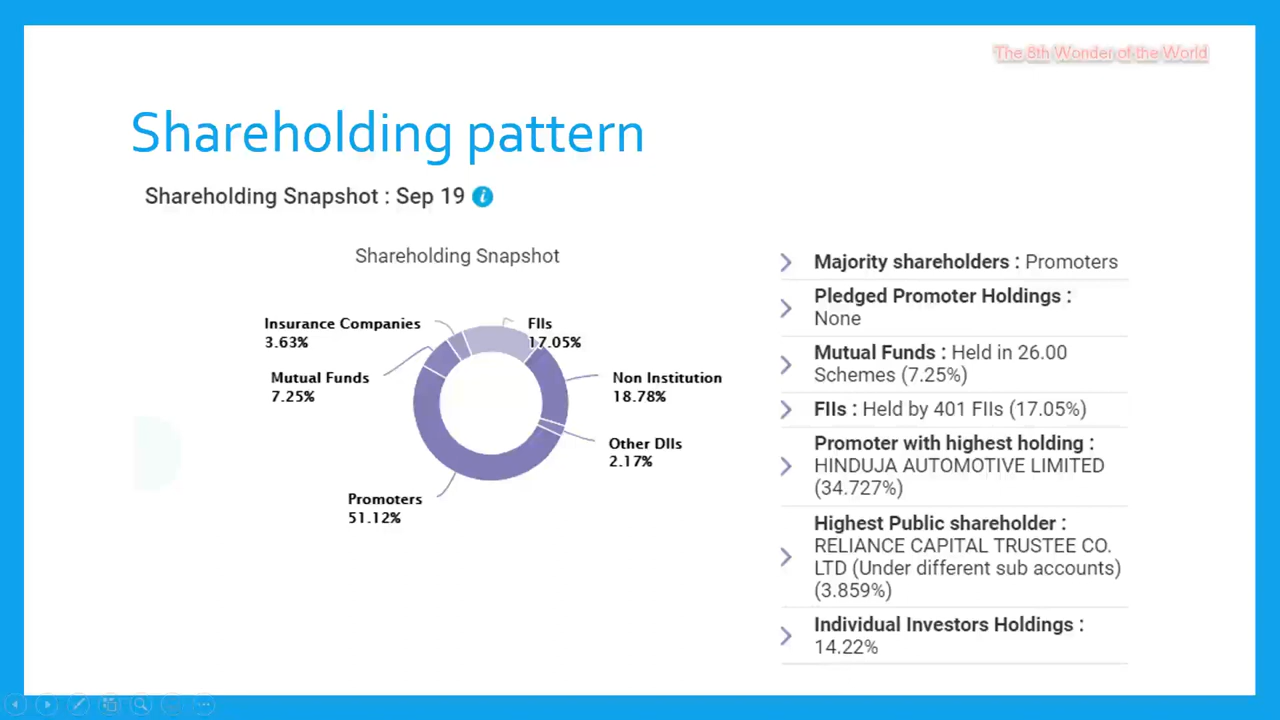 The 8th Wonder of the World
Shareholding pattern
Shareholding Snapshot : Sep 19 i
Shareholding Snapshot
Insurance Companies
3.63%
FIIs
17.05%
Mutual Funds
7.25%
Non Institution
18.78%
Other DIIs
2.17%
Promoters
51.12%
Majority shareholders : Promoters
Pledged Promoter Holdings :
None
Mutual Funds : Held in 26.00
Schemes (7.25%)
FIIs : Held by 401 FIIs (17.05%)
Promoter with highest holding :
HINDUJA AUTOMOTIVE LIMITED
(34.727%)
Highest Public shareholder :
RELIANCE CAPITAL TRUSTEE CO.
LTD (Under different sub accounts)
(3.859%)
Individual Investors Holdings :
14.22%